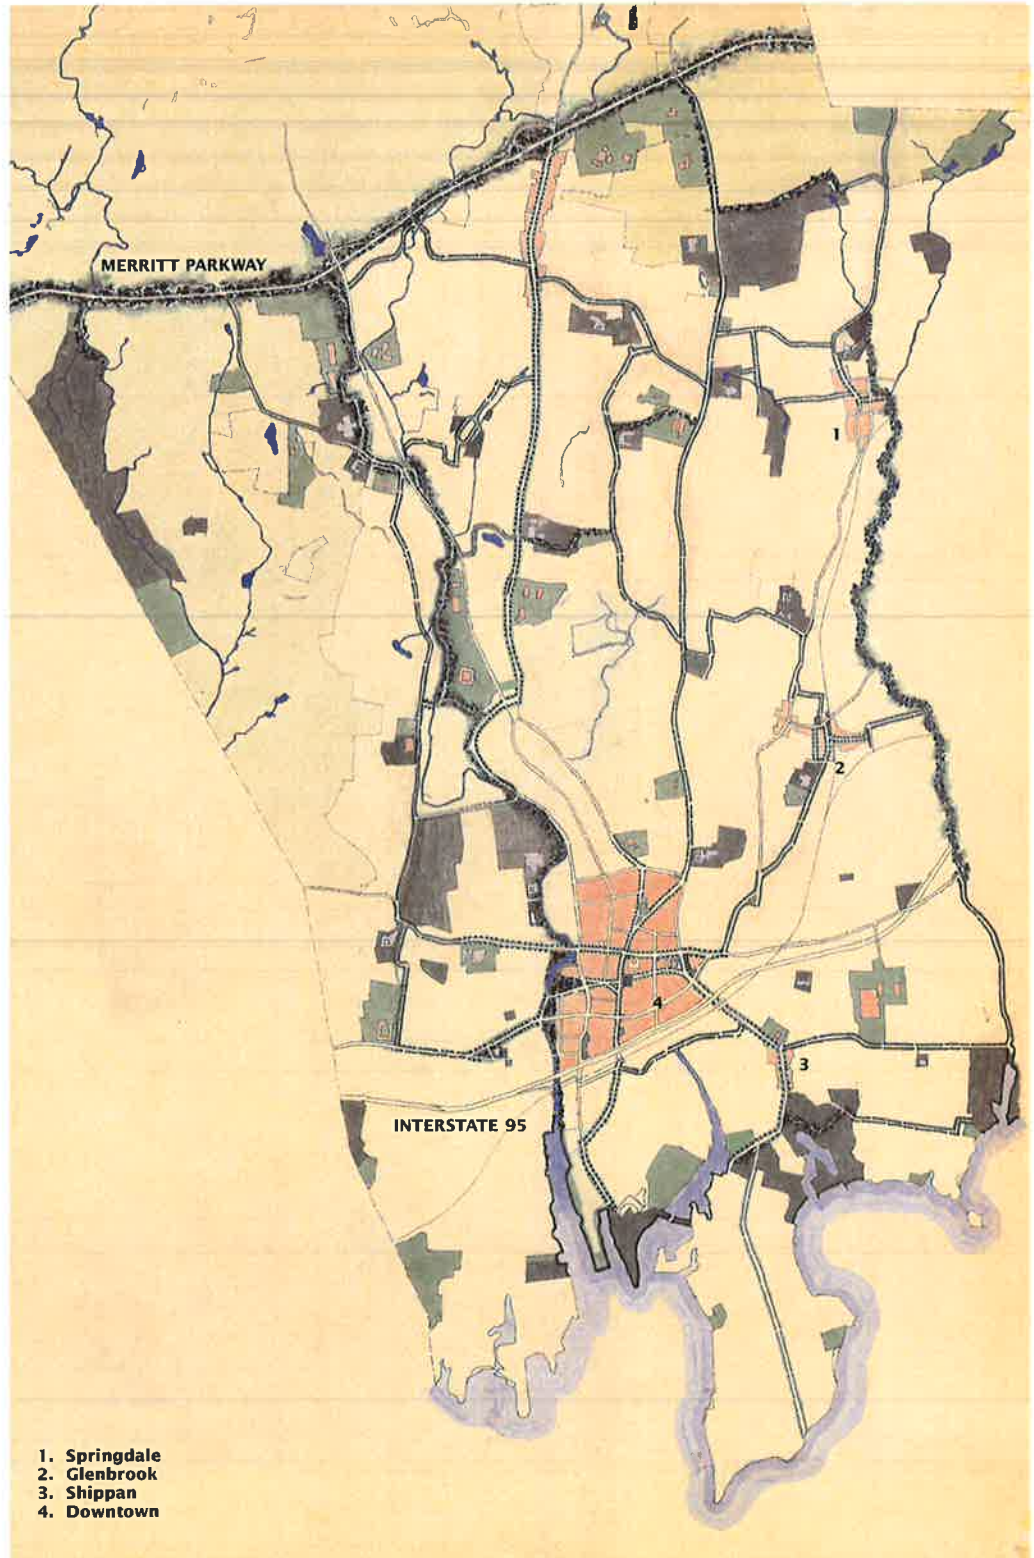 MERRITT PARKWAY
1
2
4
3
INTERSTATE 95
1. Springdale
2. Glenbrook
3. Shippan
4. Downtown